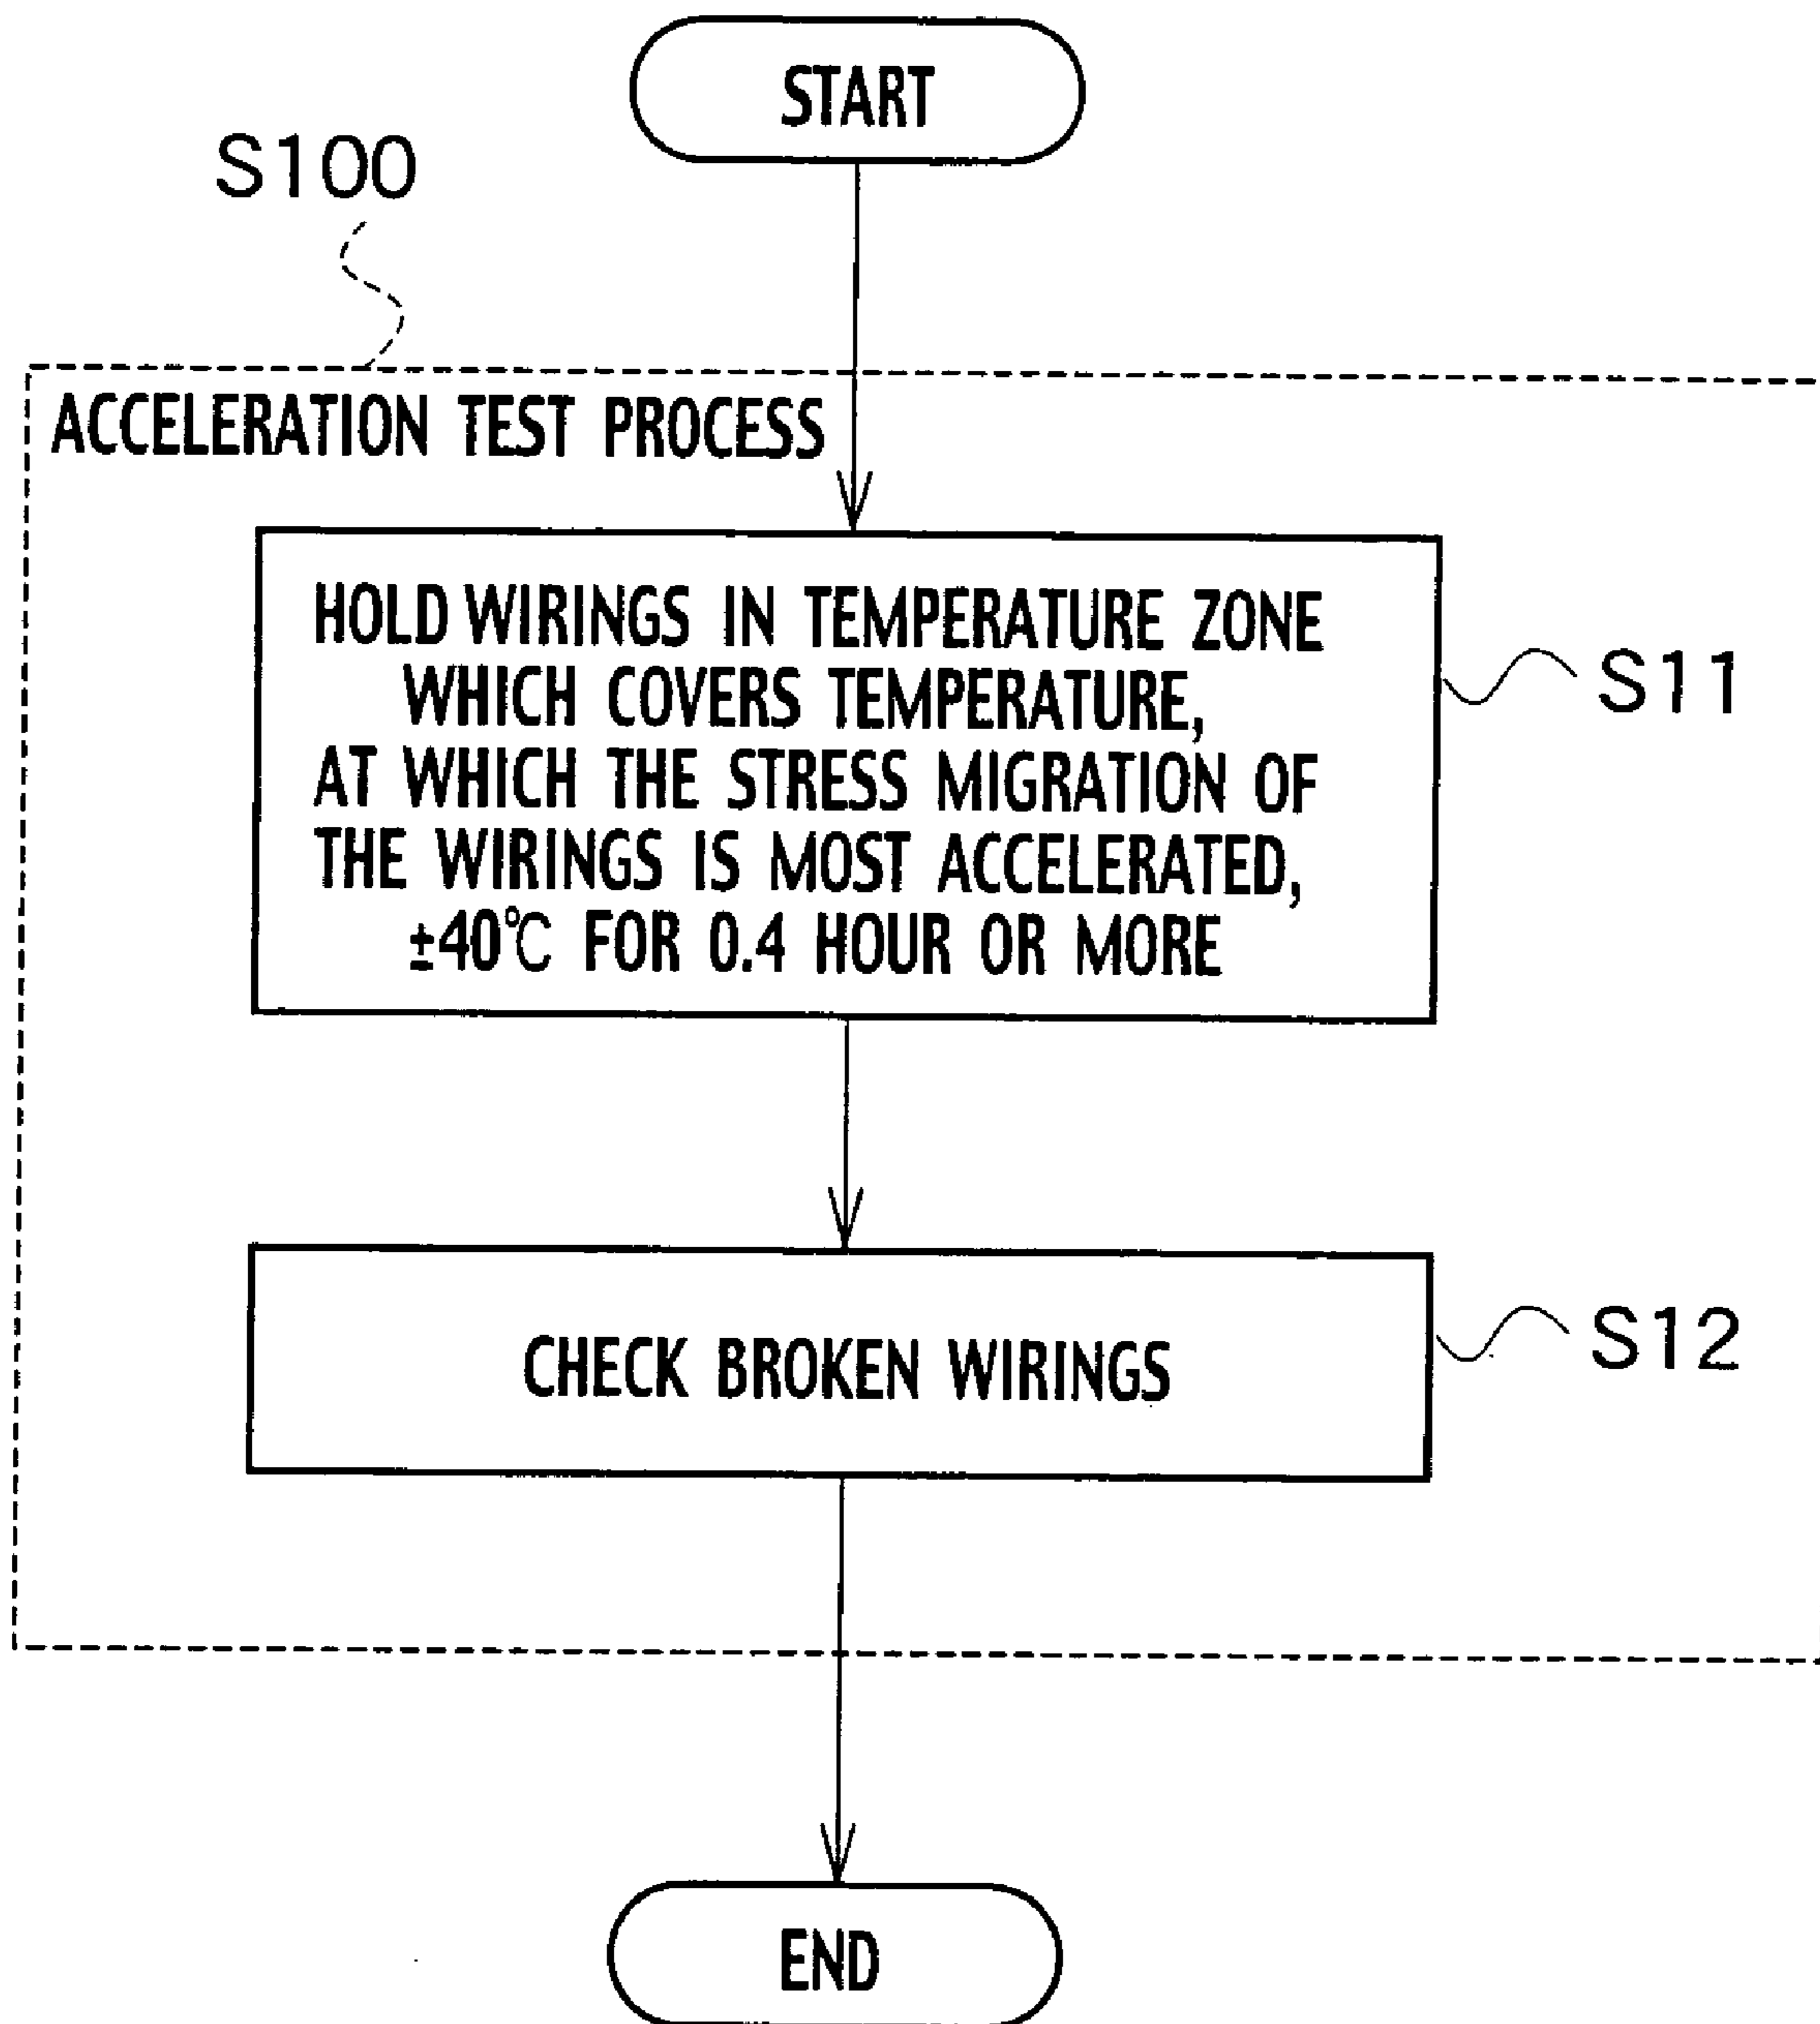 START
S100
ACCELERATION TEST PROCESS
HOLD WIRINGS IN TEMPERATURE ZONE
WHICH COVERS TEMPERATURE,
AT WHICH THE STRESS MIGRATION OF
THE WIRINGS IS MOST ACCELERATED,
±40℃ FOR 0.4 HOUR OR MORE
S11
CHECK BROKEN WIRINGS
S12
END